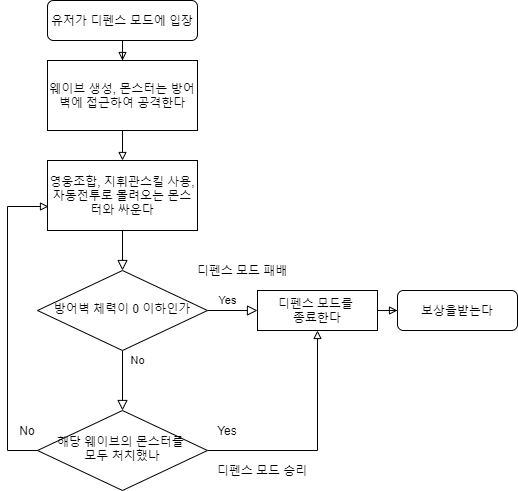 유저가 디펜스 모드에 입장
웨이브 생성, 몬스터는 방어
벽에 접근하여 공격한다
영웅조합, 지휘관스킬 사용,
자동전투로 몰려오는 몬스
터와 싸운다
디펜스 모드 패배
방어벽 체력이 0 이하인가
Yes
디펜스 모드를
종료한다
보상을받는다
No
No
해당 웨이브의 몬스터를
모두 처치했나
Yes
디펜스 모드 승리